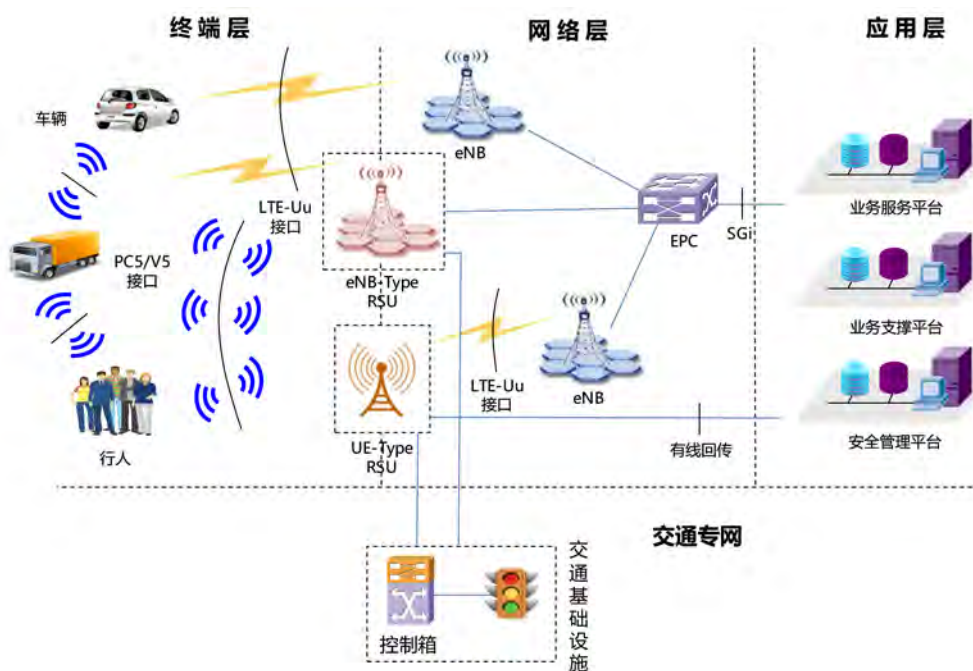 终端层
网络层
应用层
车辆
eNB
LTE-Uu
接口
PC5/V5
接口
eNB-Type
RSU
EPC
SGi
业务服务平台
业务支撑平台
LTE-Uu
接口
eNB
行人
UE-Type
RSU
有线回传
安全管理平台
交通专网
控制箱
交通基础设施